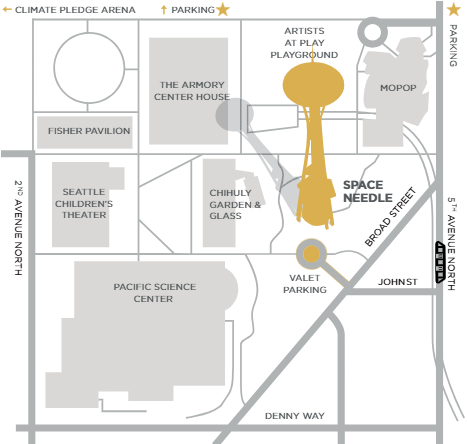 ← CLIMATE PLEDGE ARENA
↑ PARKING
PARKING
ARTISTS
AT PLAY
PLAYGROUND
THE ARMORY
CENTER HOUSE
MOPOP
FISHER PAVILION
SEATTLE
CHILDREN'S
THEATER
CHIHULY
GARDEN &
GLASS
SPACE
NEEDLE
2ND AVENUE NORTH
BROAD STREET
5TH AVENUE NORTH
VALET
PARKING
JOHN ST
PACIFIC SCIENCE
CENTER
DENNY WAY